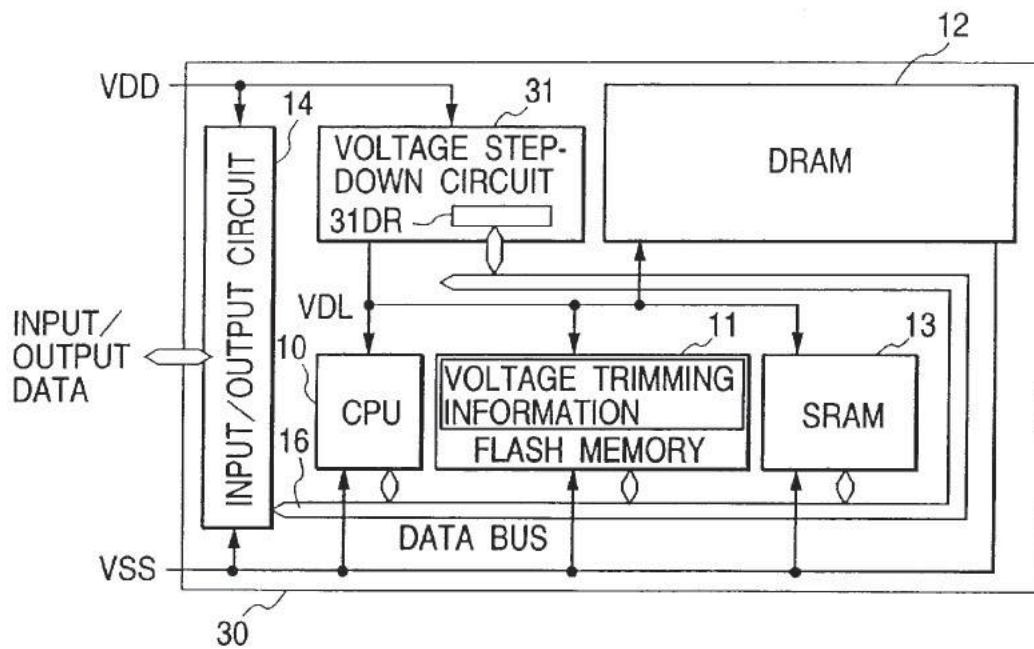 12
VDD
14
31
VOLTAGE STEP-
DOWN CIRCUIT
31DR
DRAM
INPUT/OUTPUT CIRCUIT
INPUT/
OUTPUT
DATA
VDL
10
11
13
CPU
VOLTAGE TRIMMING
INFORMATION
FLASH MEMORY
SRAM
16
DATA BUS
VSS
30